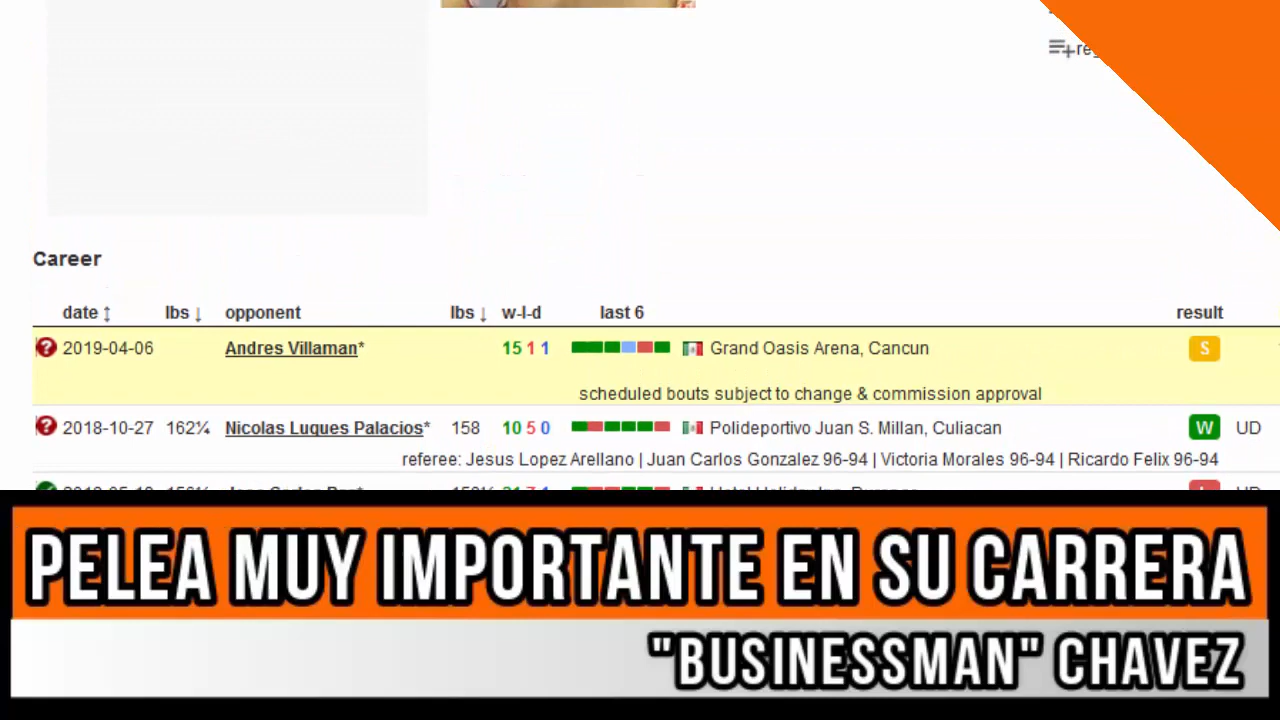 Career
date lbs opponent lbs w-l-d last 6 result
2019-04-06 Andres Villaman* 15 1 1 Grand Oasis Arena, Cancun S
scheduled bouts subject to change & commission approval
2018-10-27 162¼ Nicolas Luques Palacios* 158 10 5 0 Polideportivo Juan S. Millan, Culiacan W UD
referee: Jesus Lopez Arellano | Juan Carlos Gonzalez 96-94 | Victoria Morales 96-94 | Ricardo Felix 96-94
PELEA MUY IMPORTANTE EN SU CARRERA
"BUSINESSMAN" CHAVEZ